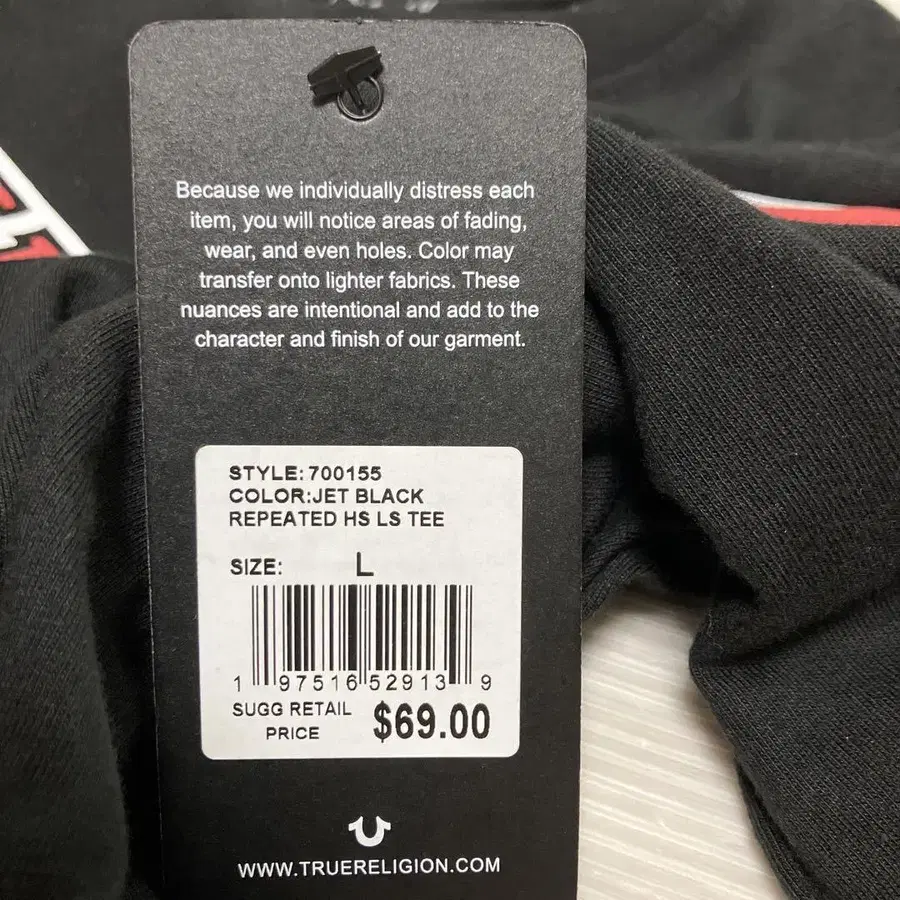 Because we individually distress each
item, you will notice areas of fading,
wear, and even holes. Color may
transfer onto lighter fabrics. These
nuances are intentional and add to the
character and finish of our garment.
STYLE: 700155
COLOR:JET BLACK
REPEATED HS LS TEE
SIZE: L
1 97516 52913 9
SUGG RETAIL
PRICE $69.00
WWW.TRUERELIGION.COM